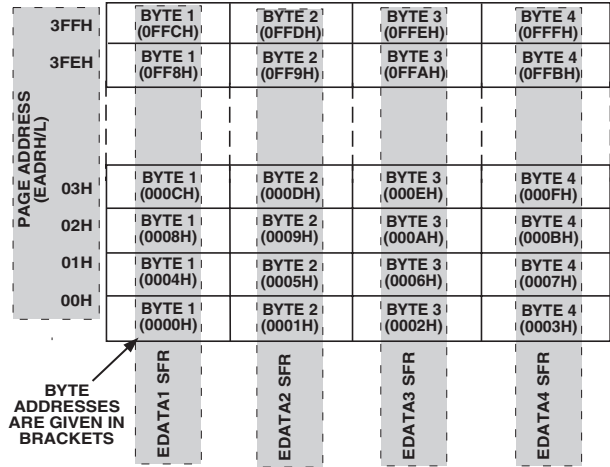 3FFH
BYTE 1 BYTE 2 BYTE 3 BYTE 4
(0FFCH) (0FFDH) (0FFEH) (0FFFH)
3FEH
BYTE 1 BYTE 2 BYTE 3 BYTE 4
(0FF8H) (0FF9H) (0FFAH) (0FFBH)
PAGE ADDRESS
(EADRH/L)
03H
BYTE 1 BYTE 2 BYTE 3 BYTE 4
(000CH) (000DH) (000EH) (000FH)
02H
BYTE 1 BYTE 2 BYTE 3 BYTE 4
(0008H) (0009H) (000AH) (000BH)
01H
BYTE 1 BYTE 2 BYTE 3 BYTE 4
(0004H) (0005H) (0006H) (0007H)
00H
BYTE 1 BYTE 2 BYTE 3 BYTE 4
(0000H) (0001H) (0002H) (0003H)
BYTE
ADDRESSES
ARE GIVEN IN
BRACKETS
EDATA1 SFR
EDATA2 SFR
EDATA3 SFR
EDATA4 SFR